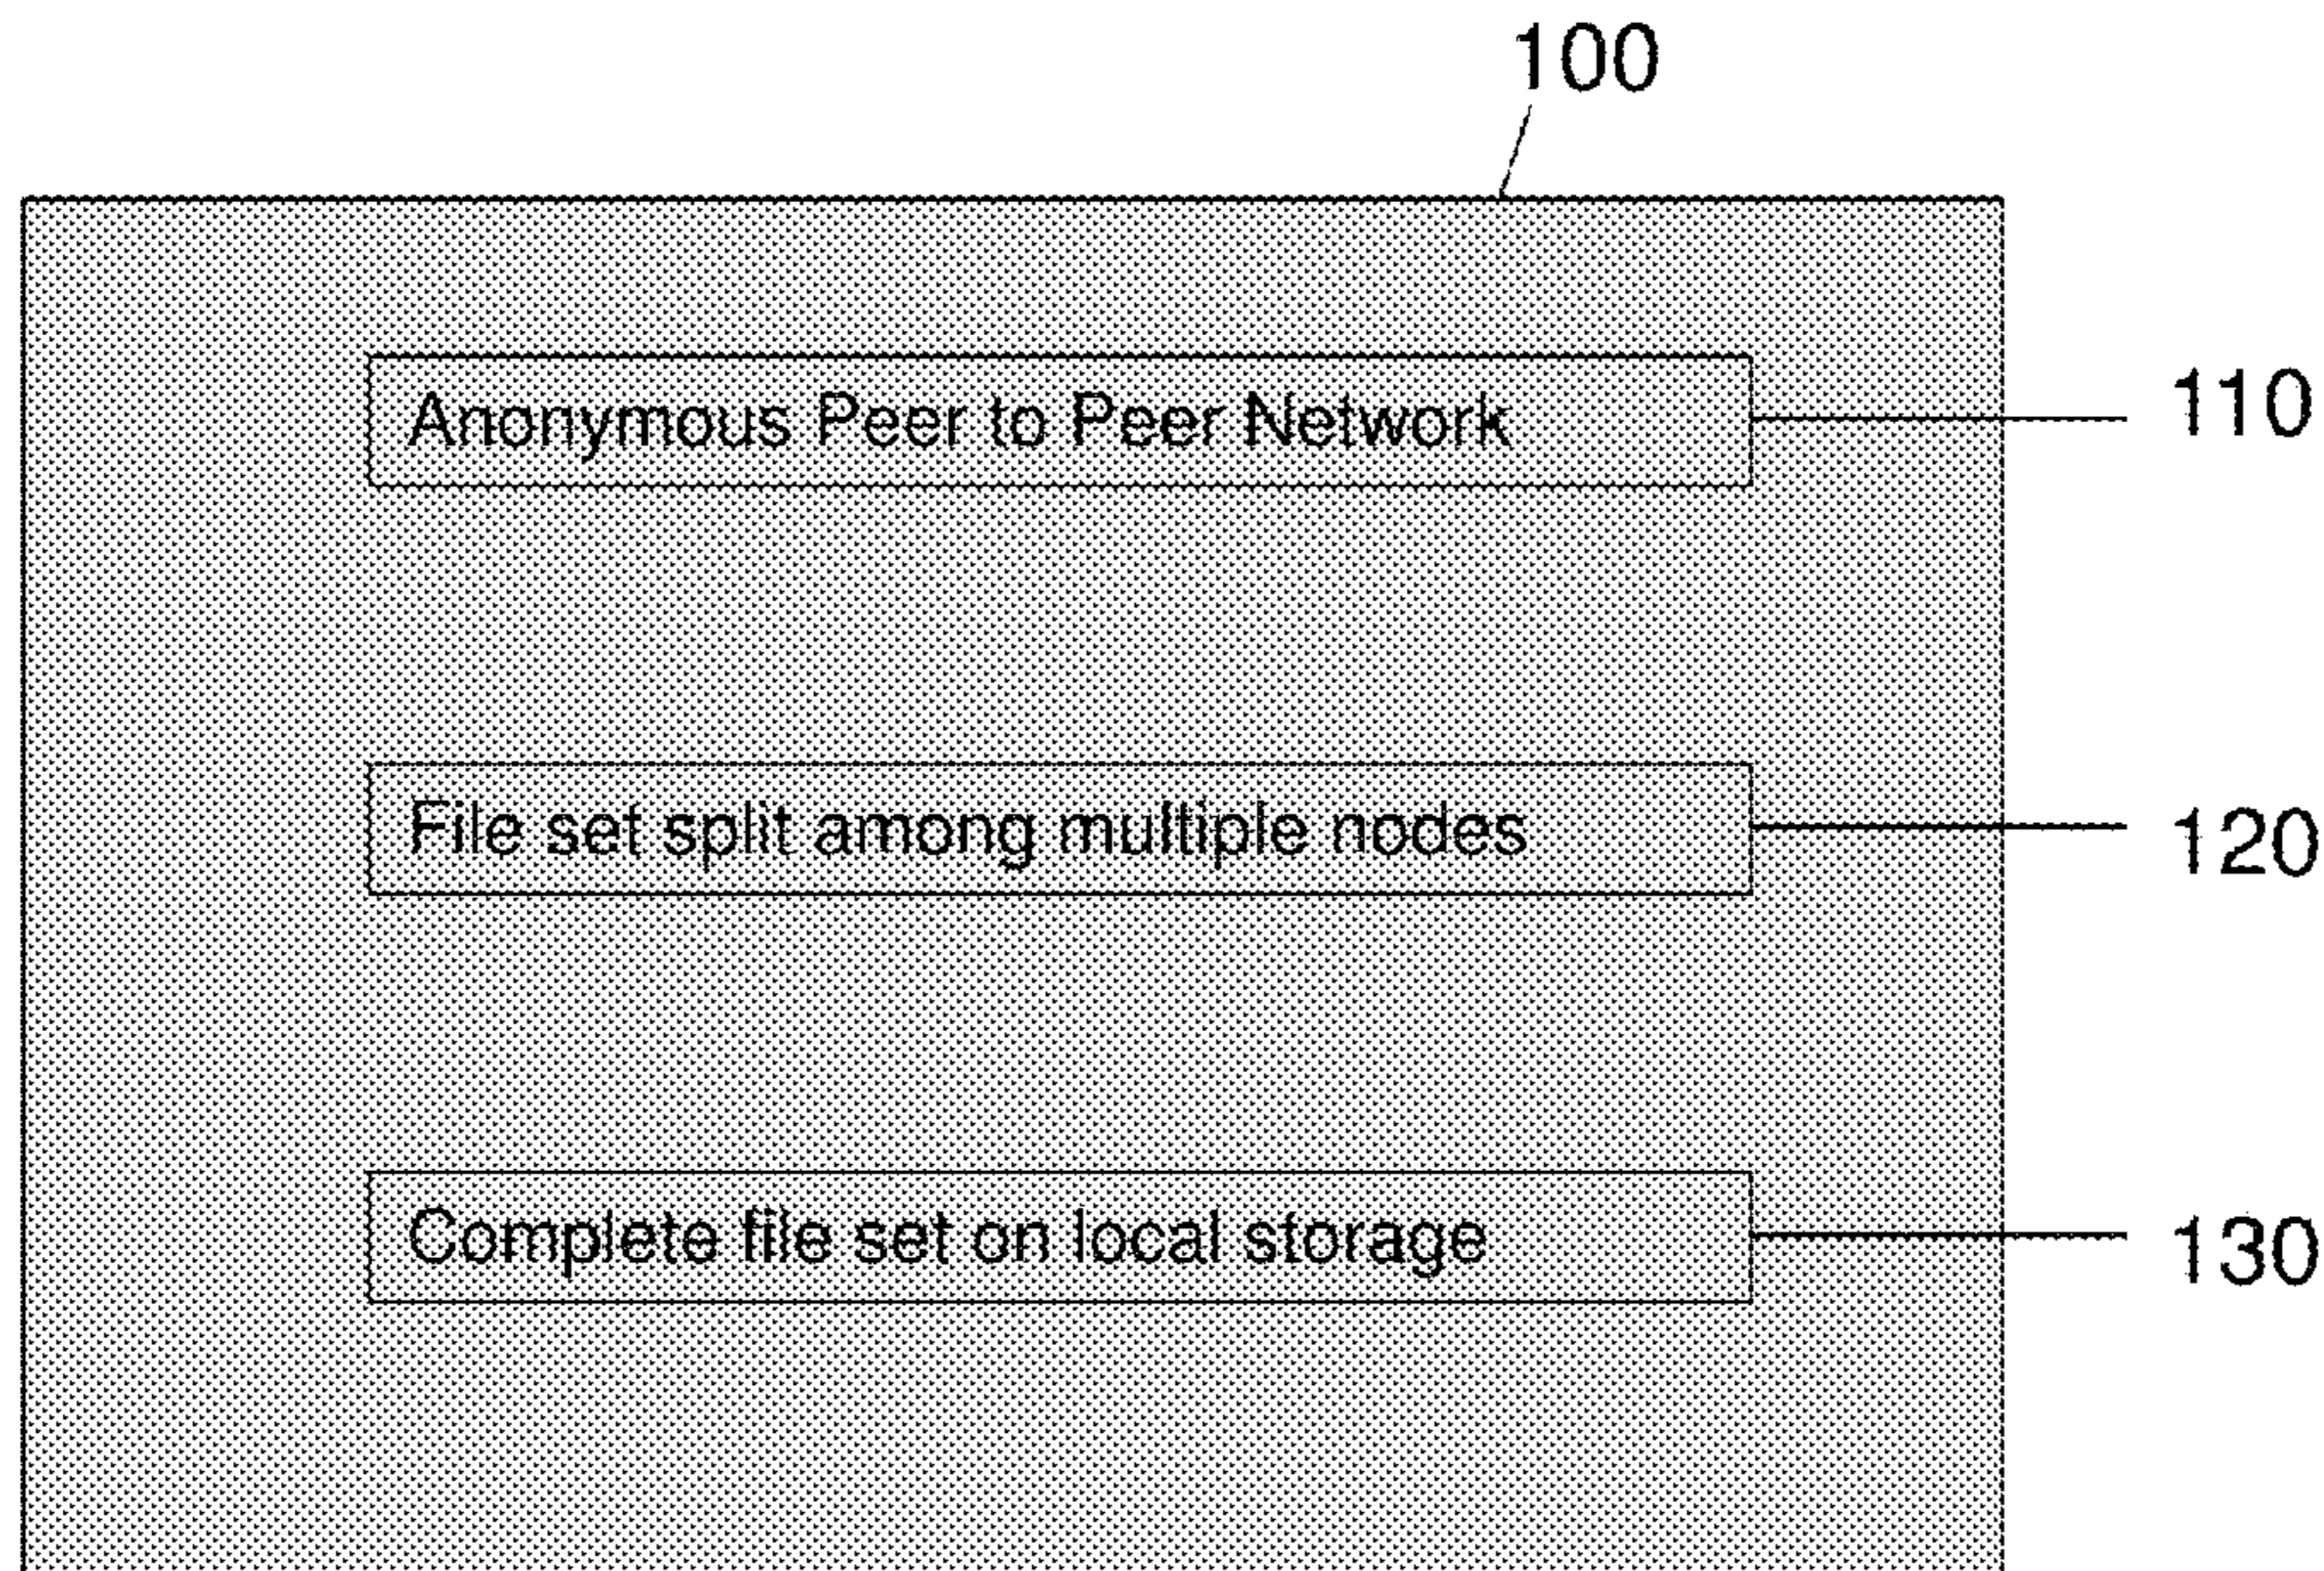 100
Anonymous Peer to Peer Network
110
File set split among multiple nodes
120
Complete file set on local storage
130